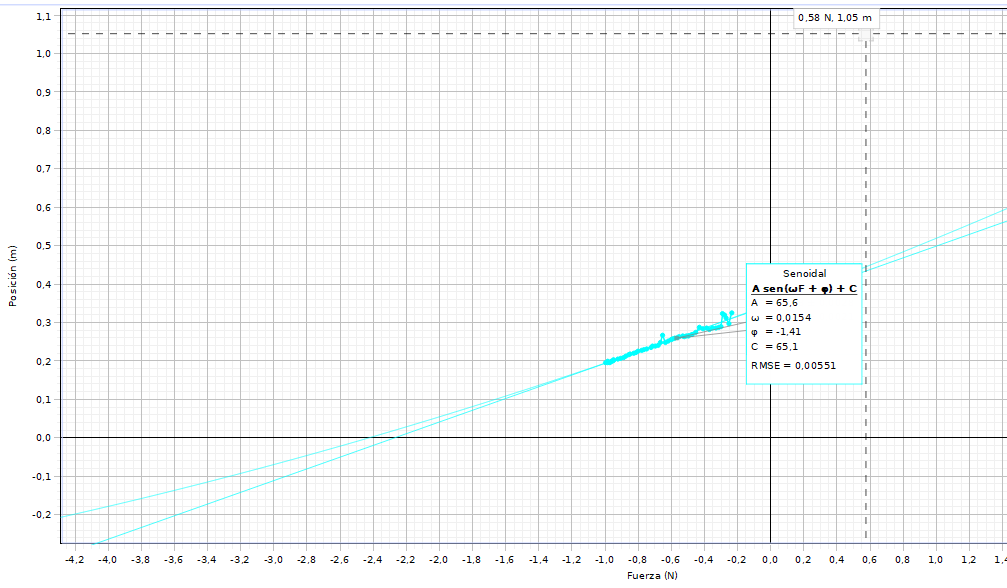 0,58 N, 1,05 m
1,1
1,0
0,9
0,8
0,7
0,6
0,5
0,4
0,3
0,2
0,1
0,0
-0,1
-0,2
Posición (m)
Senoidal
A sen(ωF + φ) + C
A = 65,6
ω = 0,0154
φ = -1,41
C = 65,1
RMSE = 0,00551
-4,2 -4,0 -3,8 -3,6 -3,4 -3,2 -3,0 -2,8 -2,6 -2,4 -2,2 -2,0 -1,8 -1,6 -1,4 -1,2 -1,0 -0,8 -0,6 -0,4 -0,2 0,0 0,2 0,4 0,6 0,8 1,0 1,2 1,4
Fuerza (N)